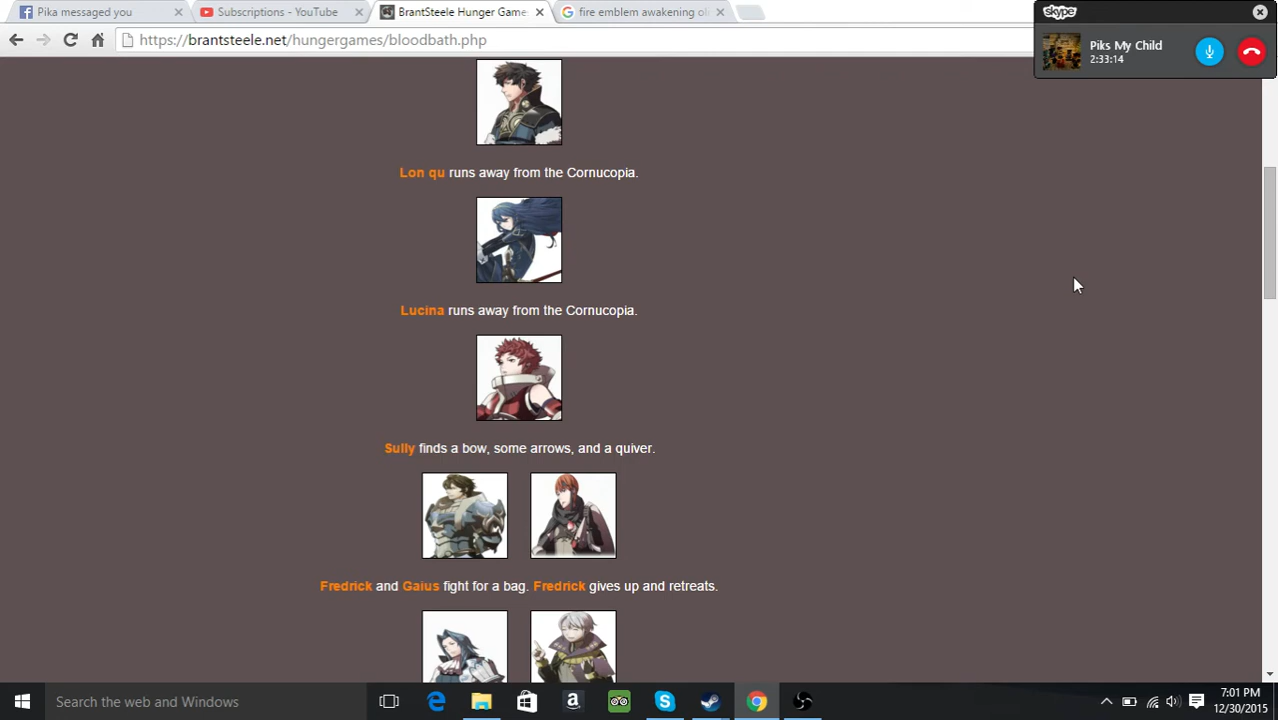 Pika messaged you
Subscriptions - YouTube
BrantSteele Hunger Game
fire emblem awakening oli
skype
https://brantsteele.net/hungergames/bloodbath.php
Piks My Child
2:33:14
Lon qu runs away from the Cornucopia.
Lucina runs away from the Cornucopia.
Sully finds a bow, some arrows, and a quiver.
Fredrick and Gaius fight for a bag. Fredrick gives up and retreats.
Search the web and Windows
7:01 PM
12/30/2015